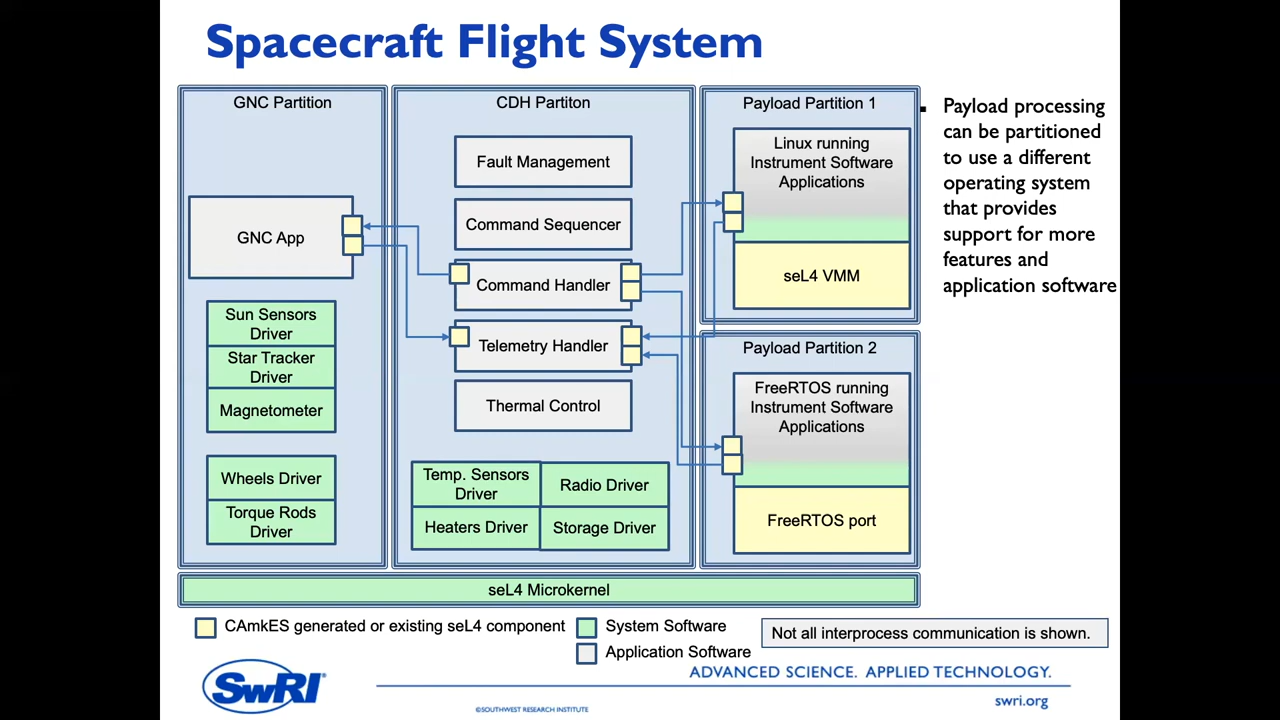 Spacecraft Flight System
GNC Partition
GNC App
Sun Sensors
Driver
Star Tracker
Driver
Magnetometer
Wheels Driver
Torque Rods
Driver
CDH Partiton
Fault Management
Command Sequencer
Command Handler
Telemetry Handler
Thermal Control
Temp. Sensors
Driver
Radio Driver
Heaters Driver
Storage Driver
Payload Partition 1
Linux running
Instrument Software
Applications
seL4 VMM
Payload Partition 2
FreeRTOS running
Instrument Software
Applications
FreeRTOS port
Payload processing
can be partitioned
to use a different
operating system
that provides
support for more
features and
application software
seL4 Microkernel
CAmkES generated or existing seL4 component
System Software
Application Software
Not all interprocess communication is shown.
SwRI®
ADVANCED SCIENCE. APPLIED TECHNOLOGY.
©SOUTHWEST RESEARCH INSTITUTE
swri.org